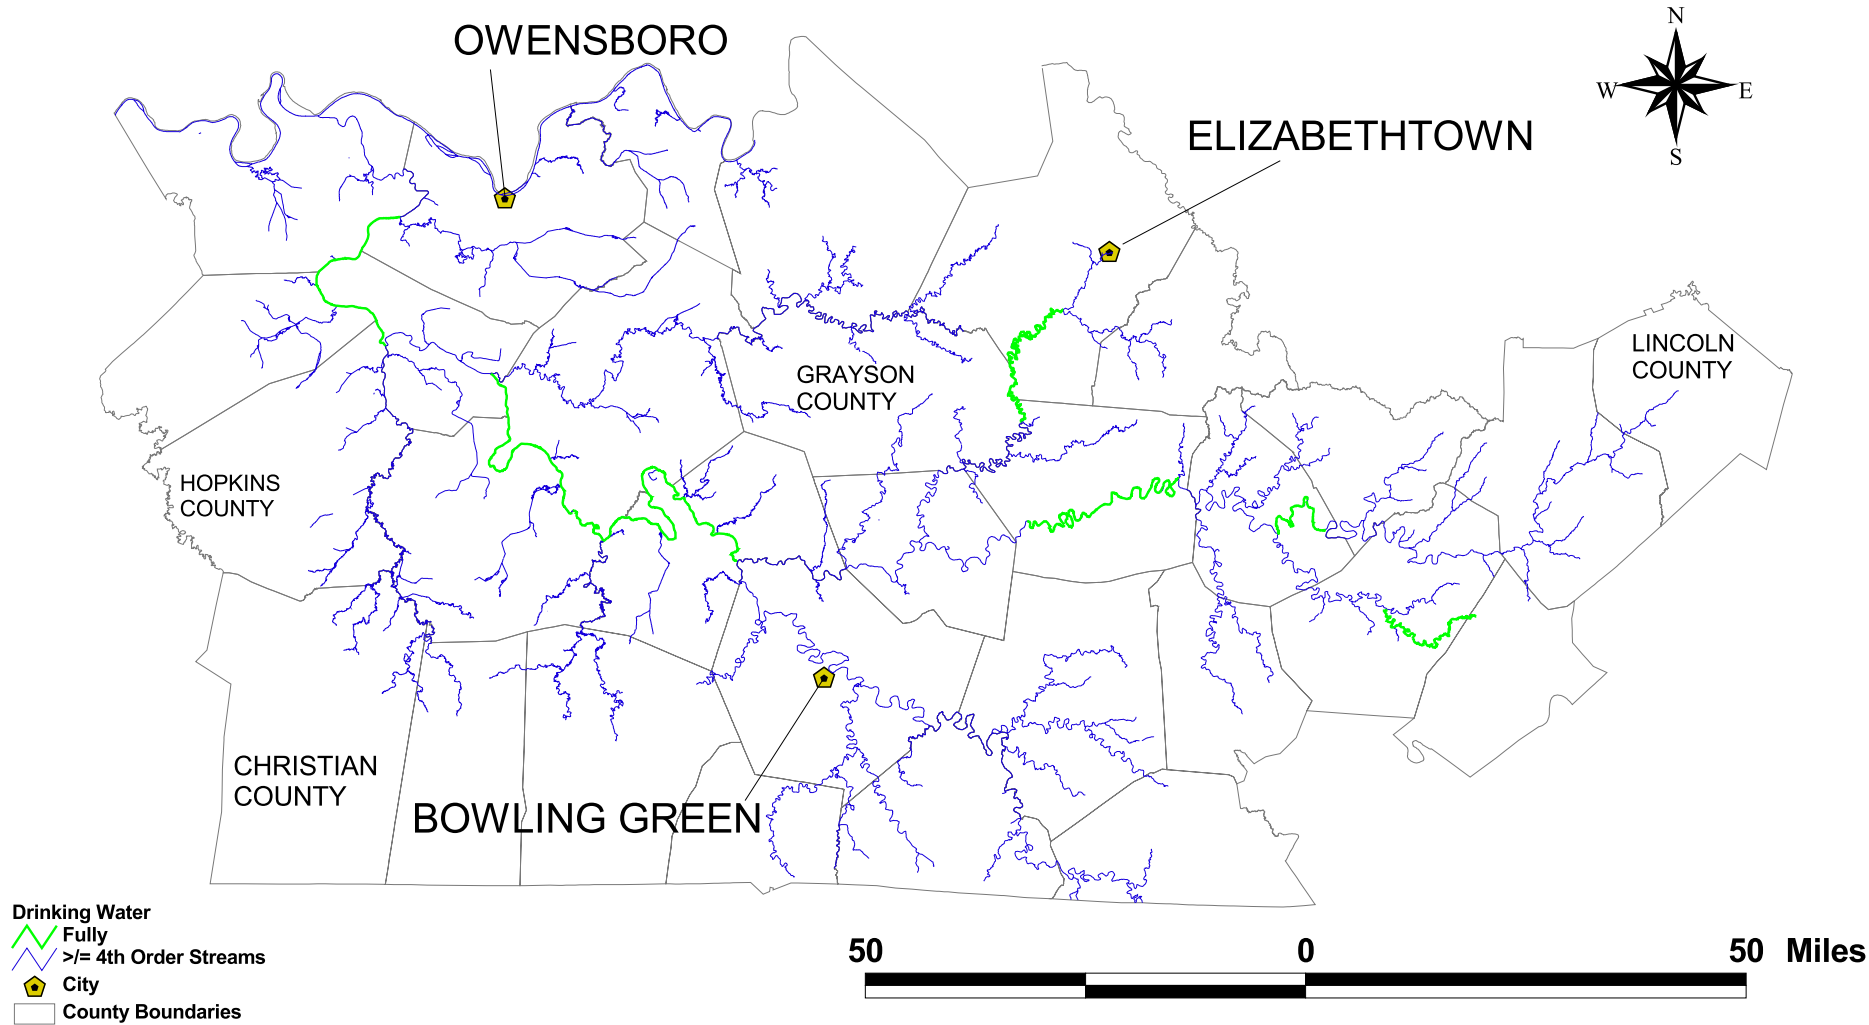 OWENSBORO
N
W
E
S
ELIZABETHTOWN
LINCOLN
COUNTY
GRAYSON
COUNTY
HOPKINS
COUNTY
CHRISTIAN
COUNTY
BOWLING GREEN
Drinking Water
Fully
>/= 4th Order Streams
City
County Boundaries
50 0 50 Miles